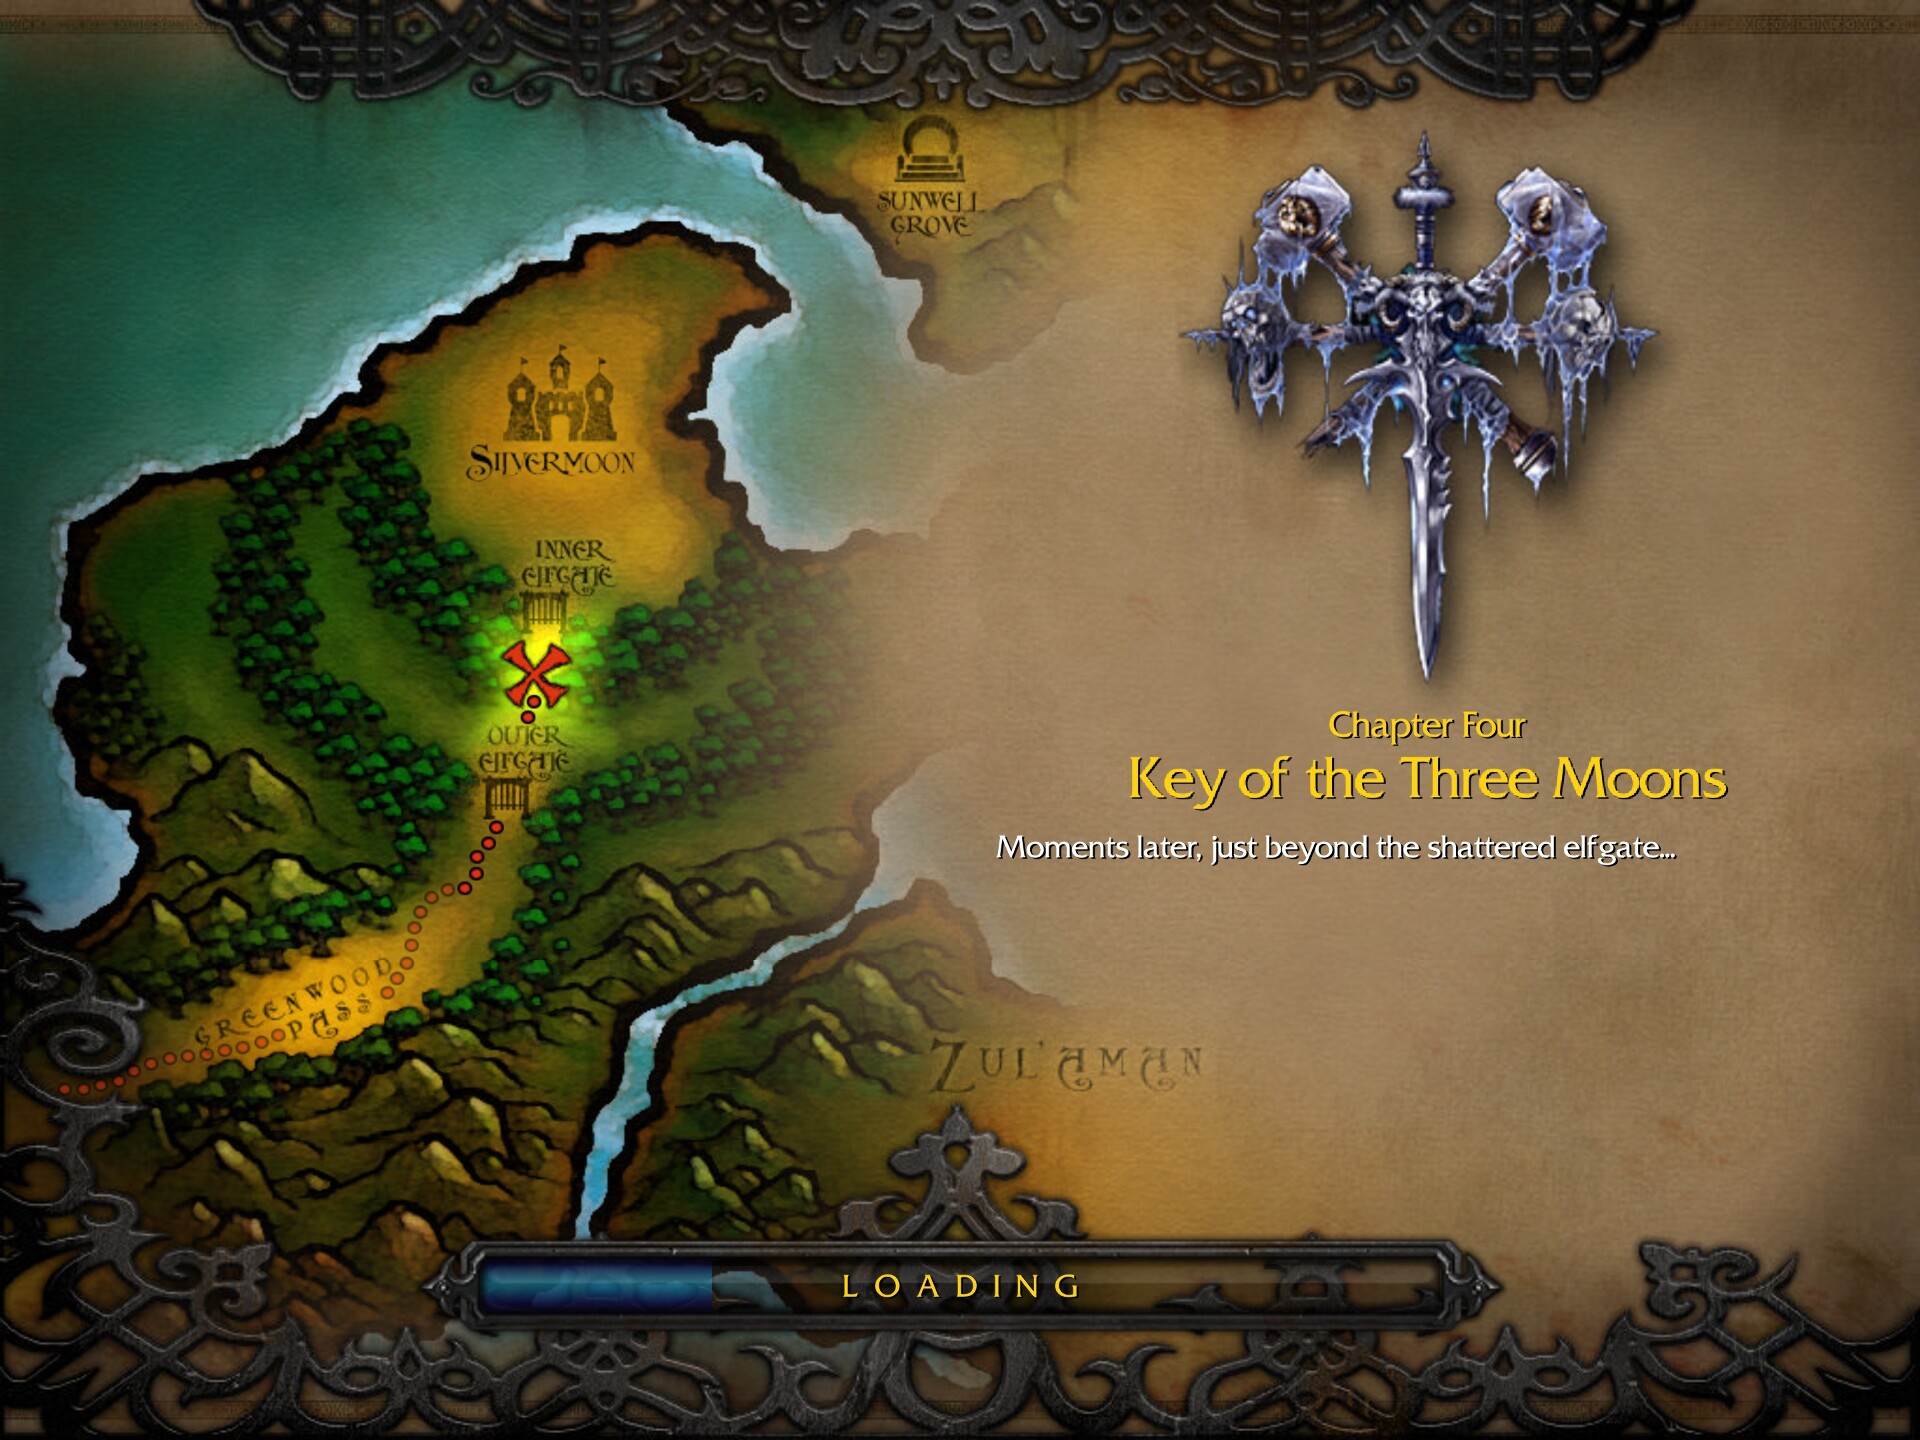 SUNWELL
GROVE
SILVERMOON
INNER
ELFGATE
OUTER
ELFGATE
GREENWOOD
PASS
ZUL'AMAN
Chapter Four
Key of the Three Moons
Moments later, just beyond the shattered elfgate...
LOADING